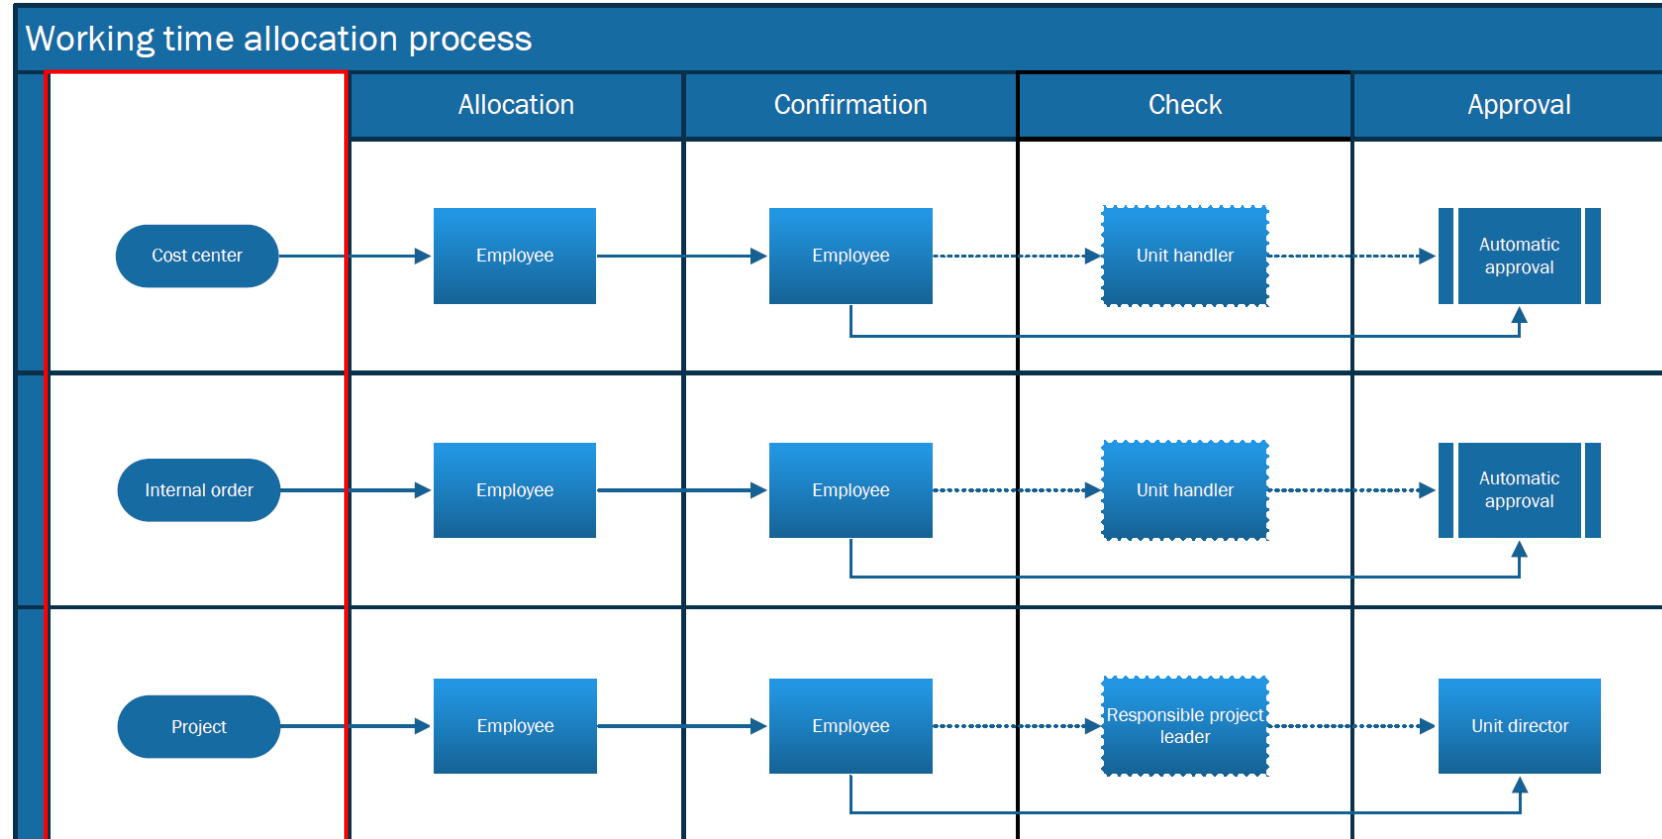 Working time allocation process
Allocation
Confirmation
Check
Approval
Cost center
Employee
Employee
Unit handler
Automatic
approval
Internal order
Employee
Employee
Unit handler
Automatic
approval
Project
Employee
Employee
Responsible project
leader
Unit director